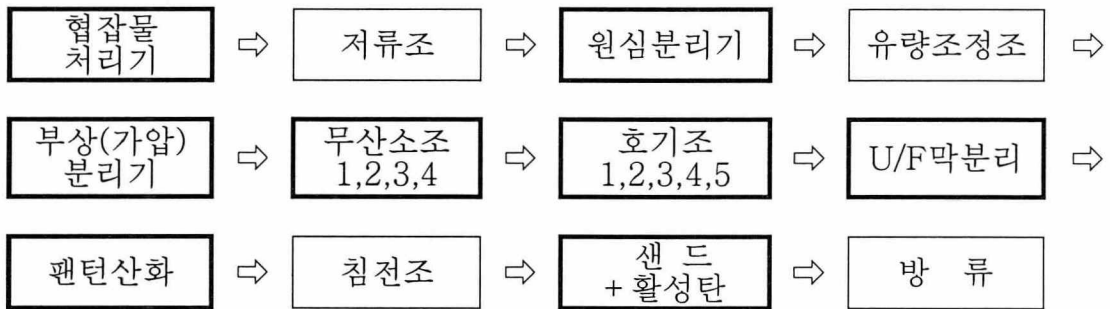 협잡물
처리기
⇨ 저류조 ⇨ 원심분리기 ⇨ 유량조정조 ⇨
부상(가압)
분리기
⇨ 무산소조
1,2,3,4
⇨ 호기조
1,2,3,4,5
⇨ U/F막분리 ⇨
팬턴산화 ⇨ 침전조 ⇨ 샌 드
+활성탄
⇨ 방 류